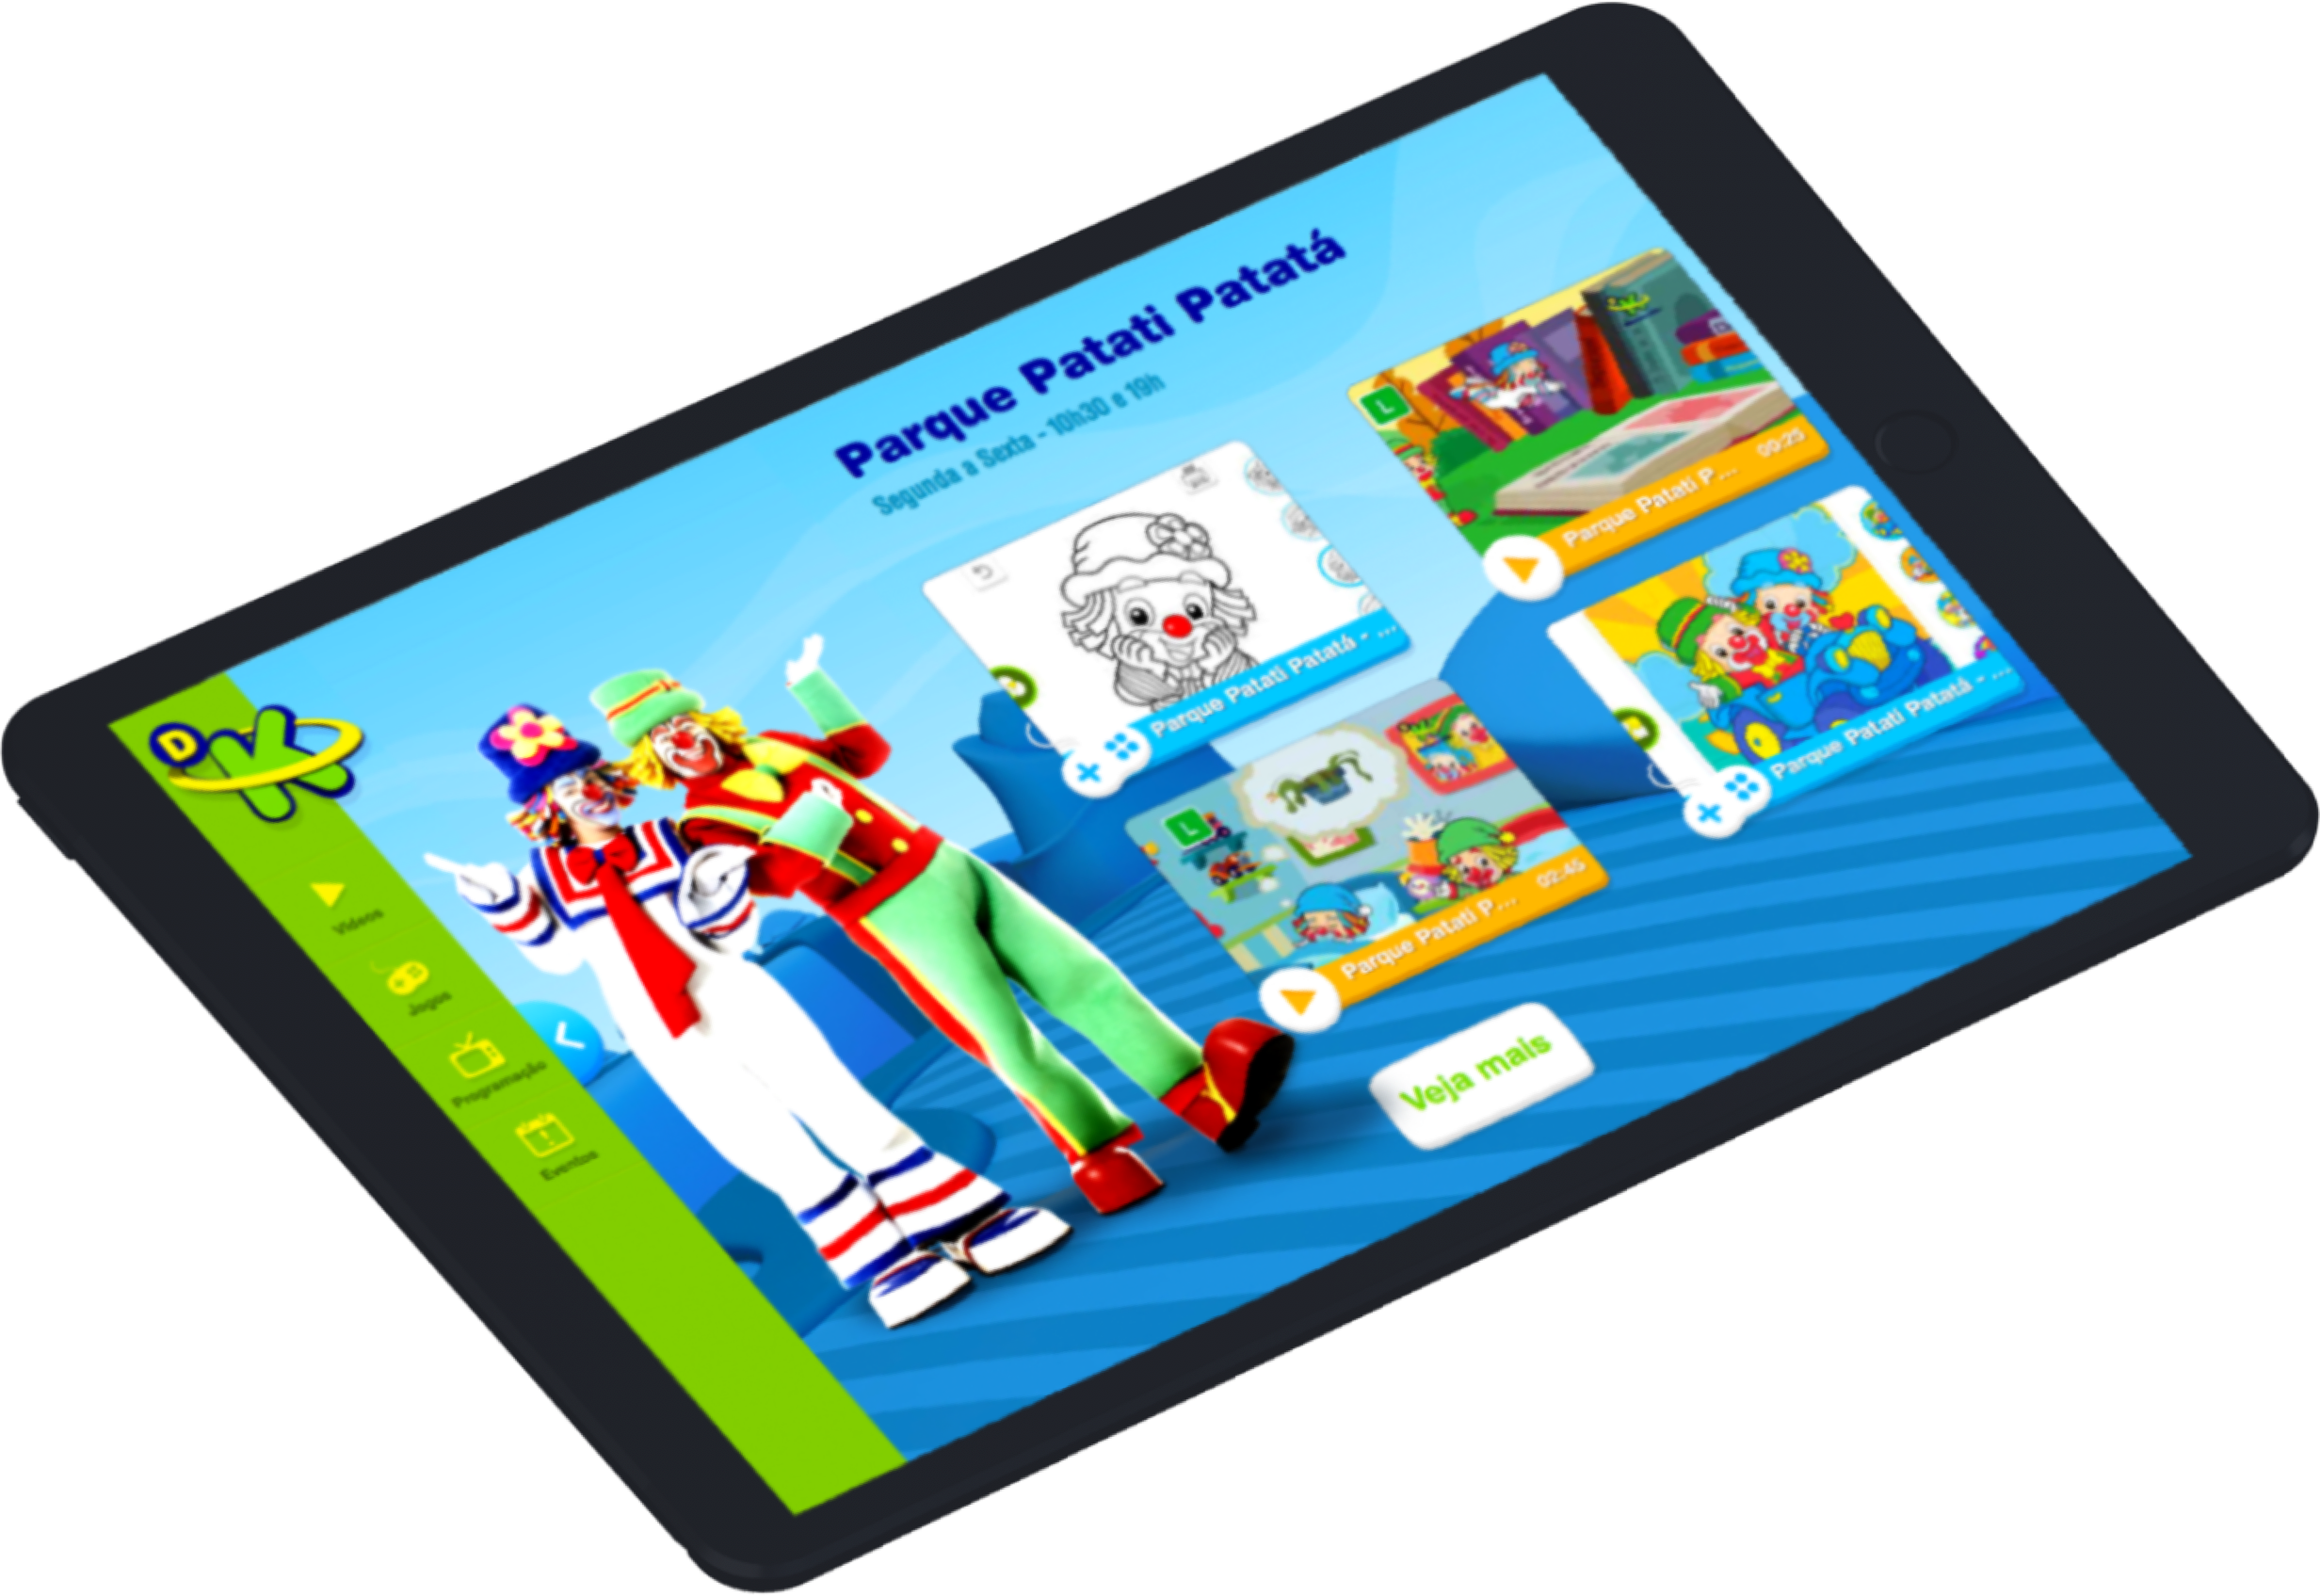 DK
Vídeos
Jogos
Programação
Eventos
Parque Patati Patatá
Segunda a Sexta - 10h30 e 19h
Parque Patati Patatá - ...
L
Parque Patati P... 00:25
L
Parque Patati P... 02:45
Parque Patati Patatá - ...
Veja mais